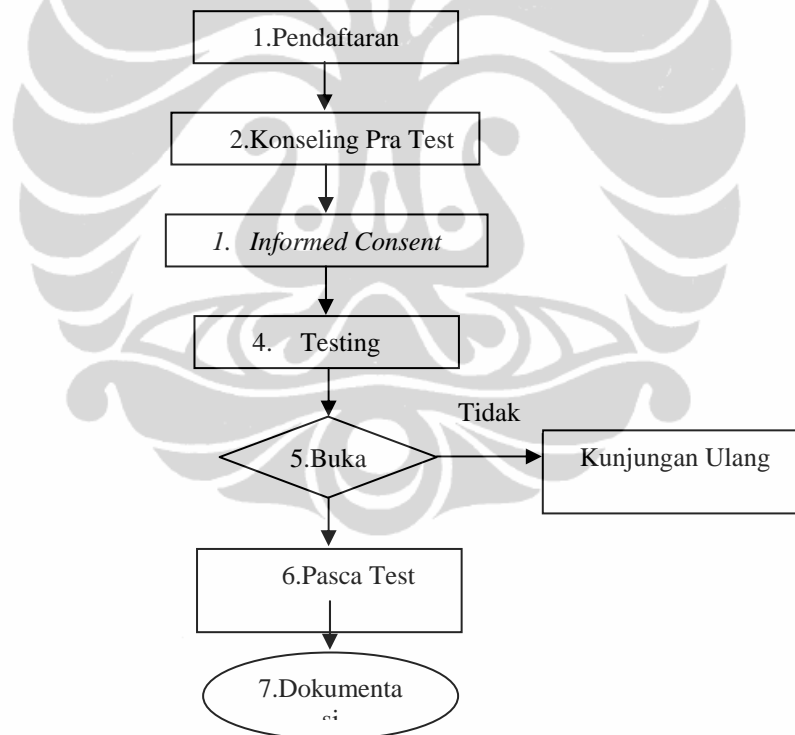 1.Pendaftaran
2.Konseling Pra Test
1. Informed Consent
4. Testing
Tidak
5.Buka
Kunjungan Ulang
6.Pasca Test
7.Dokumenta
si